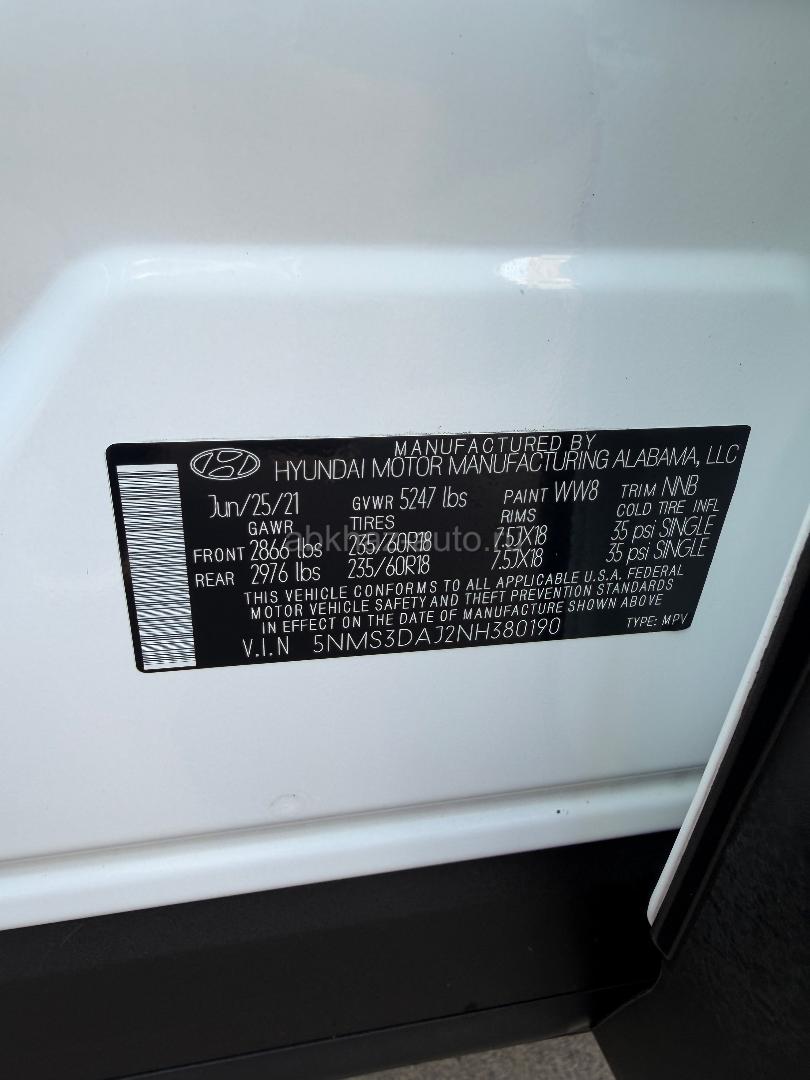 MANUFACTURED BY
HYUNDAI MOTOR MANUFACTURING ALABAMA, LLC
Jun/25/21 GVWR 5247 lbs PAINT WW8 TRIM NNB
GAWR TIRES RIMS COLD TIRE INFL
FRONT 2866 lbs 235/60R18 7.5JX18 35 psi SINGLE
REAR 2976 lbs 235/60R18 7.5JX18 35 psi SINGLE
THIS VEHICLE CONFORMS TO ALL APPLICABLE U.S.A. FEDERAL
MOTOR VEHICLE SAFETY AND THEFT PREVENTION STANDARDS
IN EFFECT ON THE DATE OF MANUFACTURE SHOWN ABOVE
V.I.N 5NMS3DAJ2NH380190 TYPE: MPV